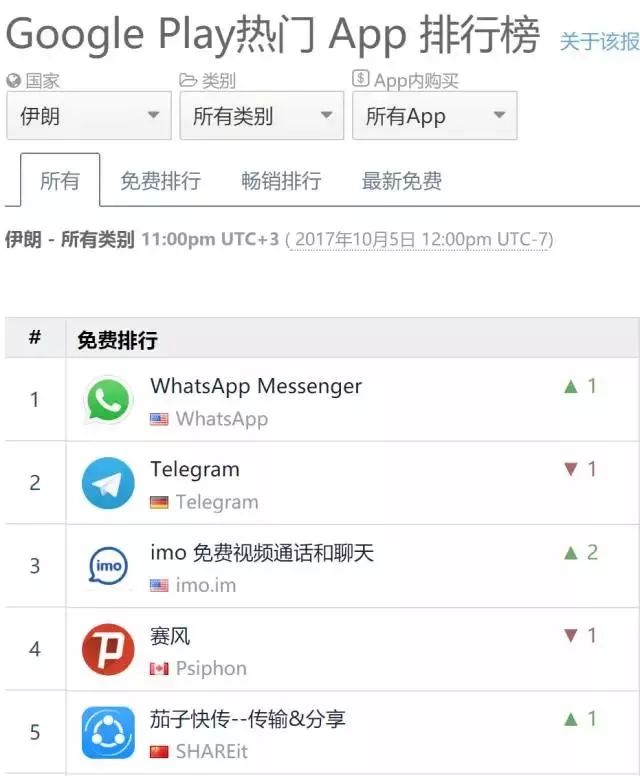 Google Play热门 App 排行榜 关于该报
国家 类别 $ App内购买
伊朗 所有类别 所有App
所有 免费排行 畅销排行 最新免费
伊朗 - 所有类别 11:00pm UTC+3 ( 2017年10月5日 12:00pm UTC-7)
# 免费排行
1 WhatsApp Messenger ▲ 1
WhatsApp
2 Telegram ▼ 1
Telegram
3 imo imo 免费视频通话和聊天 ▲ 2
imo.im
4 赛风 ▼ 1
Psiphon
5 茄子快传--传输&分享 ▲ 1
SHAREit